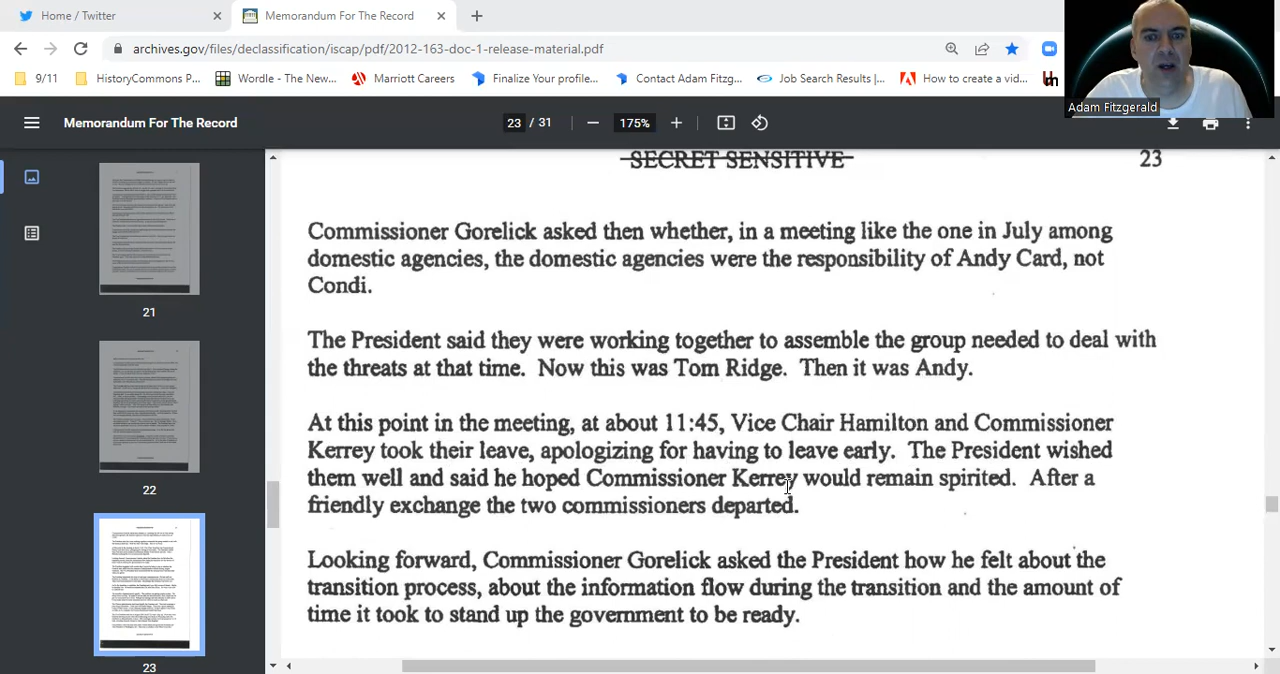 Home / Twitter
Memorandum For The Record
archives.gov/files/declassification/iscap/pdf/2012-163-doc-1-release-material.pdf
9/11
HistoryCommons P...
Wordle - The New...
Marriott Careers
Finalize Your profile...
Contact Adam Fitzg...
Job Search Results |...
How to create a vid...
Adam Fitzgerald
Memorandum For The Record
23 / 31
175%
21
22
23
SECRET SENSITIVE
23
Commissioner Gorelick asked then whether, in a meeting like the one in July among
domestic agencies, the domestic agencies were the responsibility of Andy Card, not
Condi.
The President said they were working together to assemble the group needed to deal with
the threats at that time. Now this was Tom Ridge. Then it was Andy.
At this point in the meeting, at about 11:45, Vice Chair Hamilton and Commissioner
Kerrey took their leave, apologizing for having to leave early. The President wished
them well and said he hoped Commissioner Kerrey would remain spirited. After a
friendly exchange the two commissioners departed.
Looking forward, Commissioner Gorelick asked the President how he felt about the
transition process, about the information flow during the transition and the amount of
time it took to stand up the government to be ready.